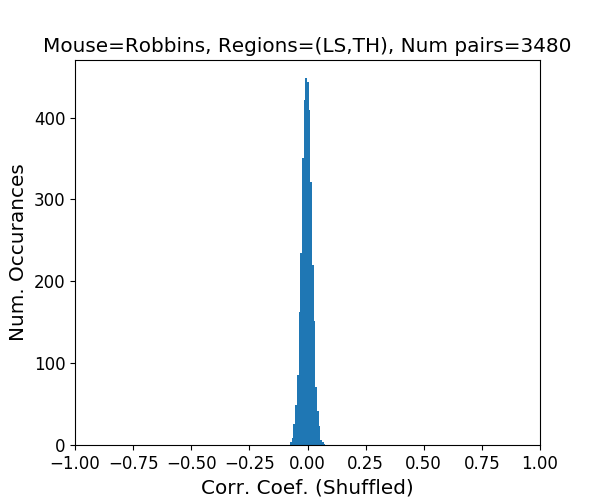 Mouse=Robbins, Regions=(LS,TH), Num pairs=3480
Num. Occurances
400
300
200
100
0
−1.00 −0.75 −0.50 −0.25 0.00 0.25 0.50 0.75 1.00
Corr. Coef. (Shuffled)